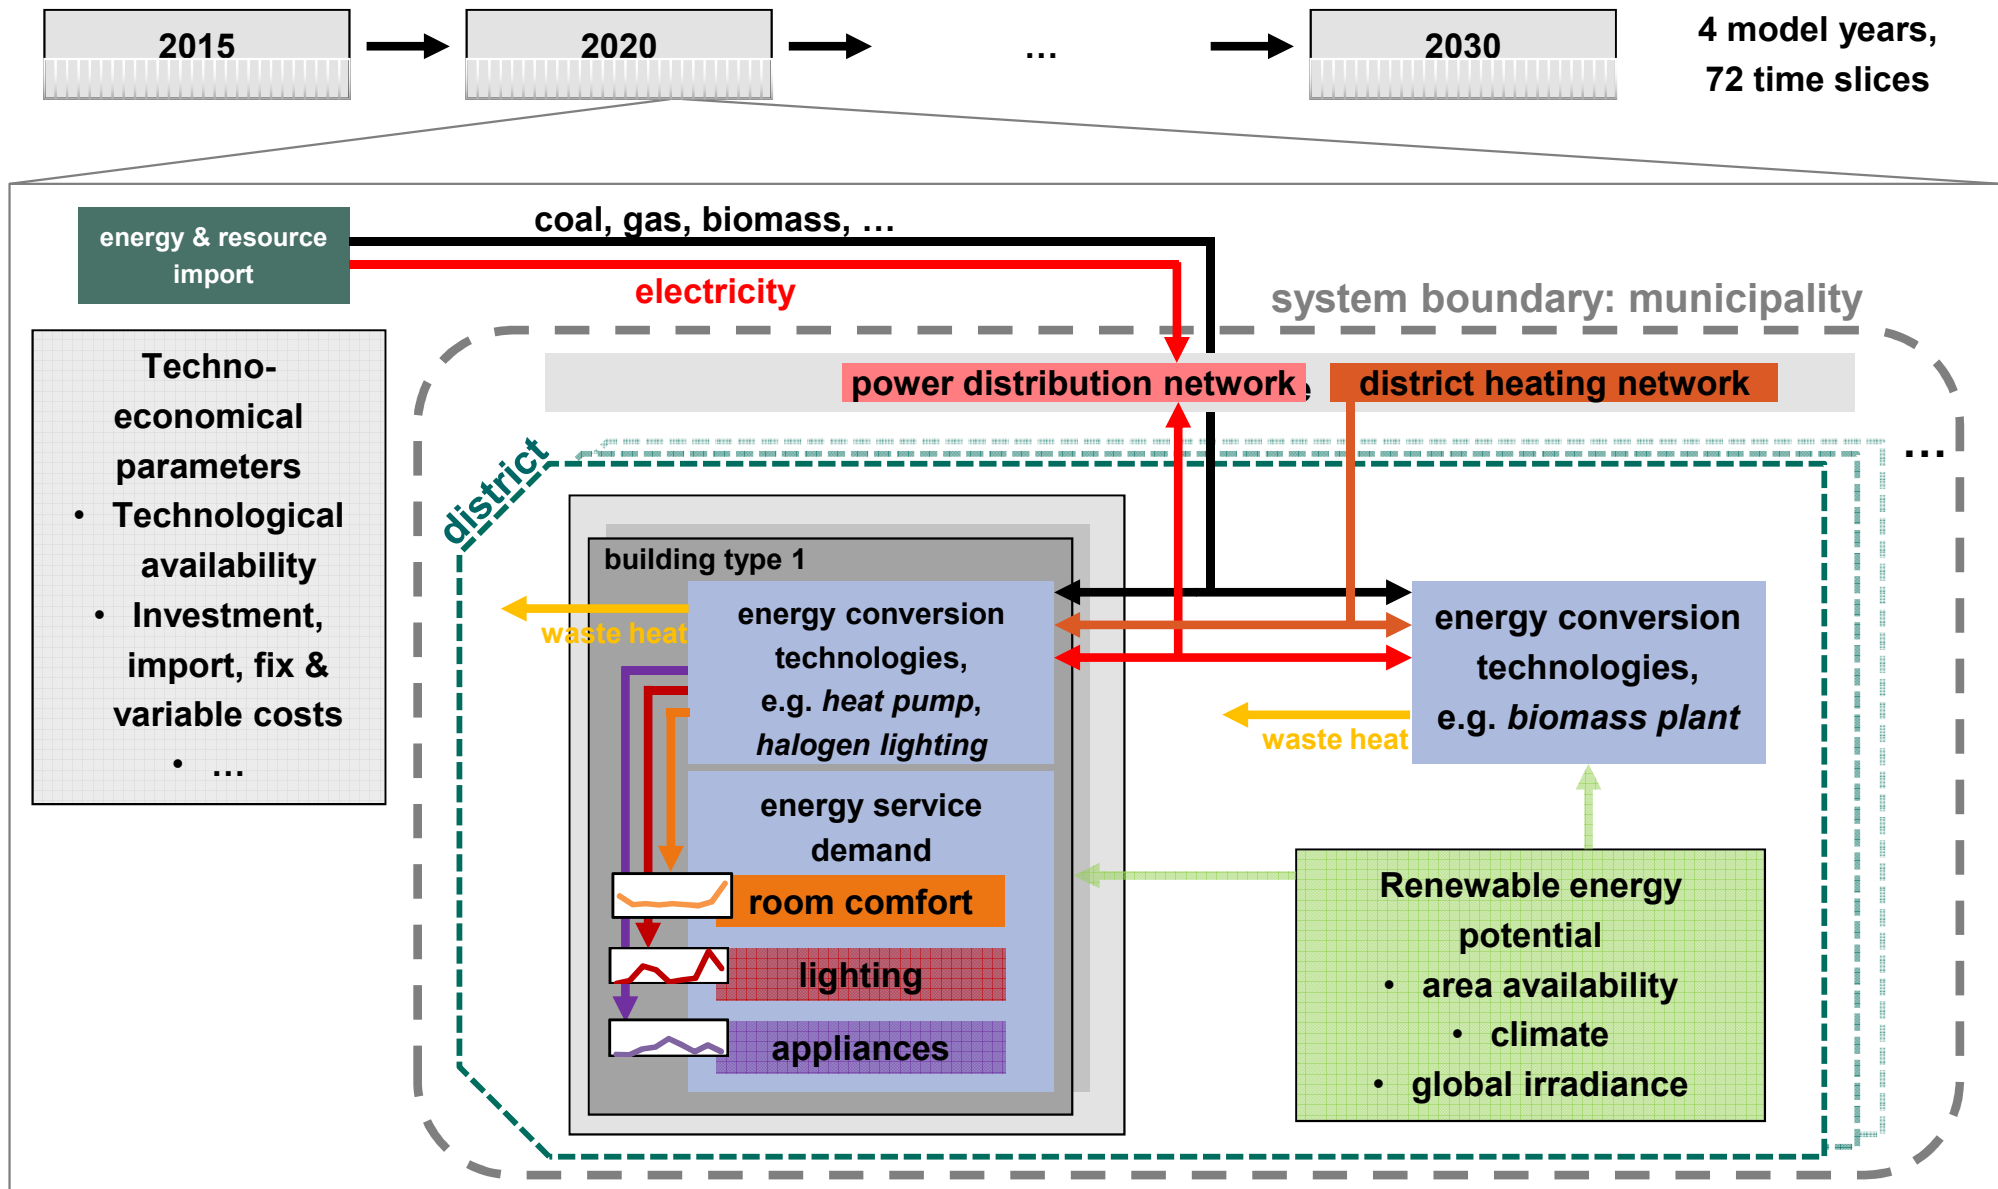 2015
2020
…
2030
4 model years,
72 time slices
energy & resource
import
coal, gas, biomass, …
electricity
system boundary: municipality
Techno-
economical
parameters
• Technological
availability
• Investment,
import, fix &
variable costs
• …
power distribution network
e
district heating network
district
…
building type 1
energy conversion
technologies,
e.g. heat pump,
halogen lighting
waste heat
energy conversion
technologies,
e.g. biomass plant
waste heat
energy service
demand
room comfort
lighting
appliances
Renewable energy
potential
• area availability
• climate
• global irradiance